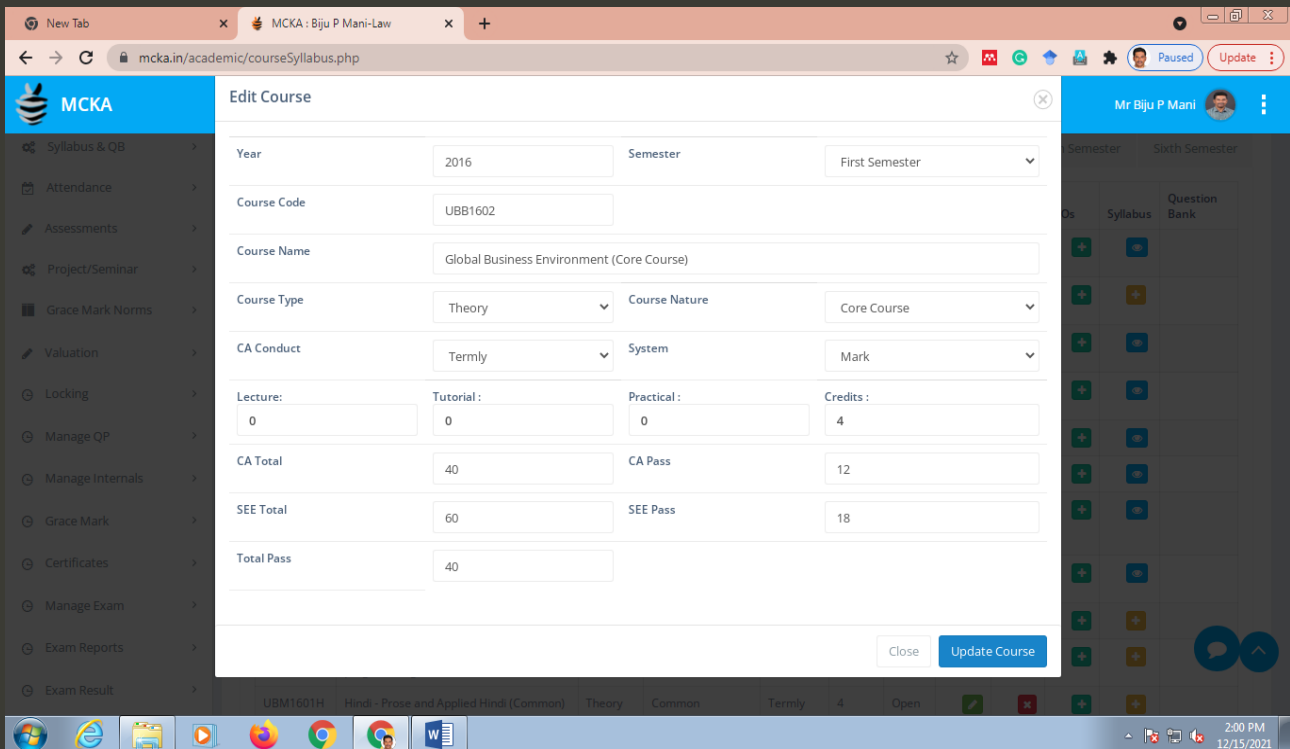 New Tab
MCKA : Biju P Mani-Law
mcka.in/academic/courseSyllabus.php
Paused
Update
MCKA
Edit Course
Mr Biju P Mani
Syllabus & QB
Attendance
Assessments
Project/Seminar
Grace Mark Norms
Valuation
Locking
Manage QP
Manage Internals
Grace Mark
Certificates
Manage Exam
Exam Reports
Exam Result
Year 2016 Semester First Semester
Course Code UBB1602
Course Name Global Business Environment (Core Course)
Course Type Theory Course Nature Core Course
CA Conduct Termly System Mark
Lecture: Tutorial : Practical : Credits :
0 0 0 4
CA Total 40 CA Pass 12
SEE Total 60 SEE Pass 18
Total Pass 40
Close Update Course
Semester Sixth Semester
Os Syllabus Question Bank
UBM1601H Hindi - Prose and Applied Hindi (Common) Theory Common Termly 4 Open
2:00 PM
12/15/2021